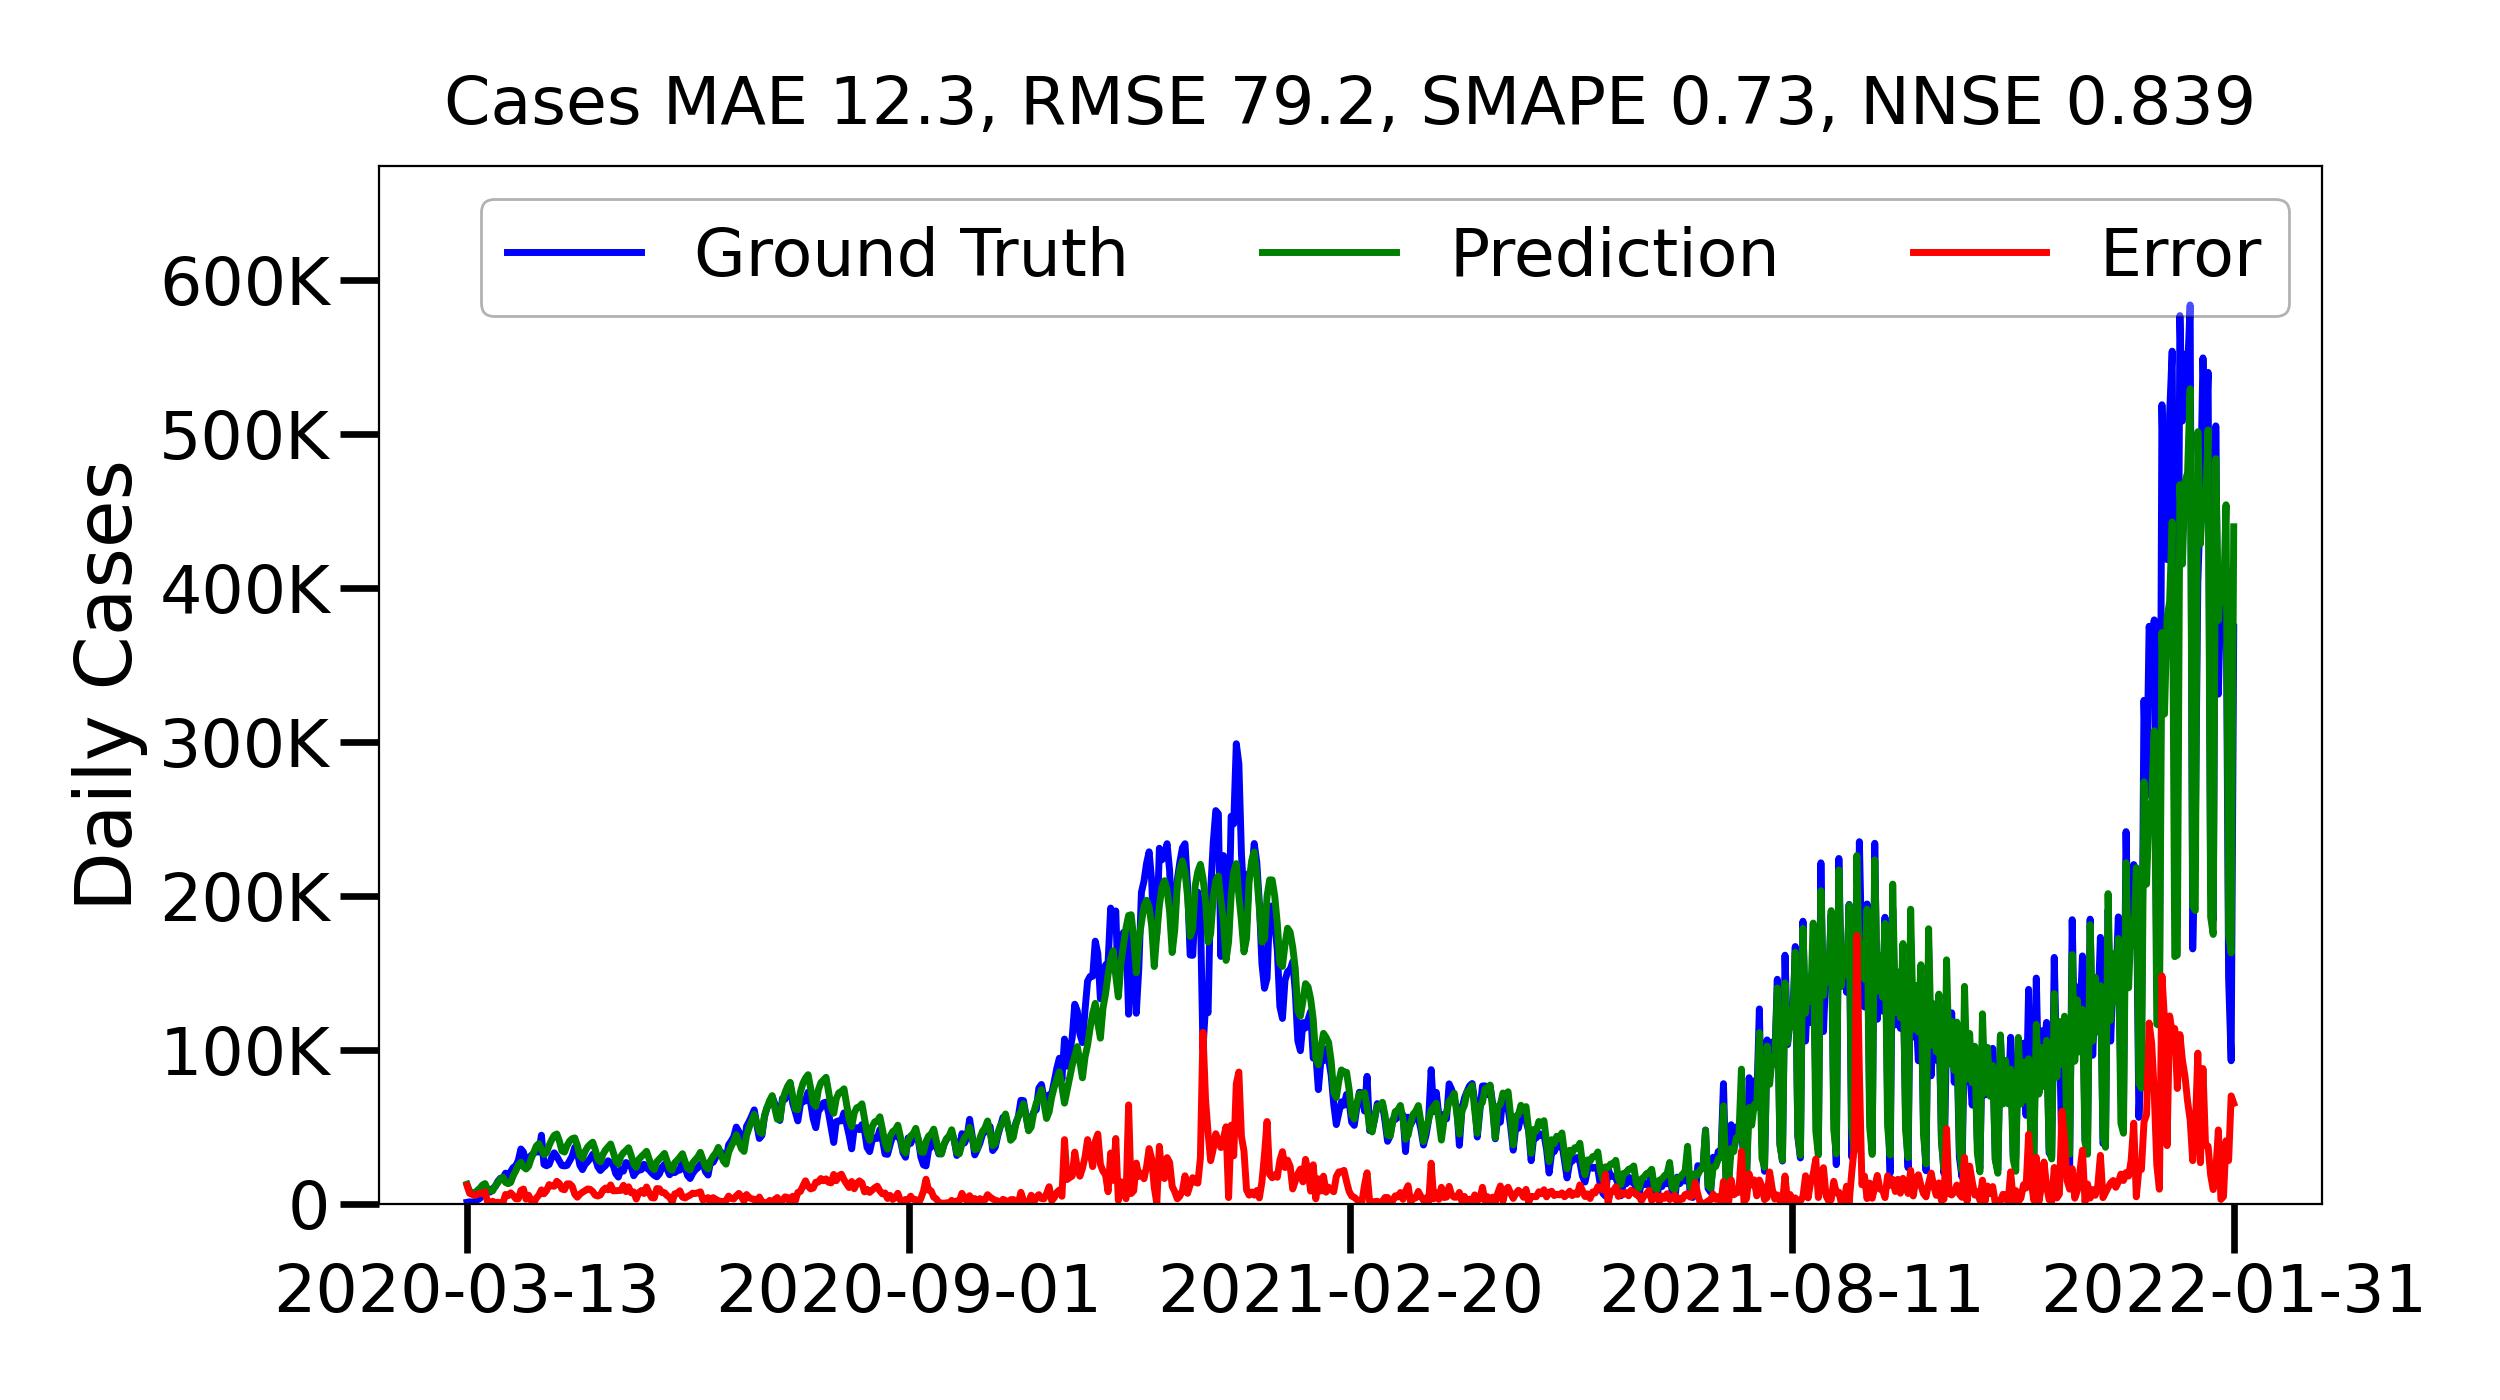 Cases MAE 12.3, RMSE 79.2, SMAPE 0.73, NNSE 0.839
Ground Truth Prediction Error
600K
500K
400K
300K
200K
100K
0
Daily Cases
2020-03-13 2020-09-01 2021-02-20 2021-08-11 2022-01-31